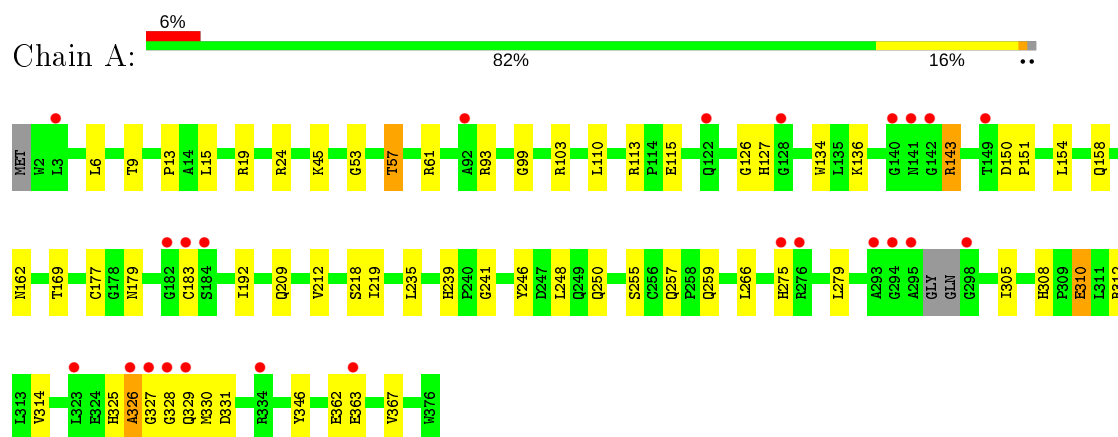 6%
Chain A:
82% 16% ••
MET W2 L3 L6 T9 P13 A14 L15 R19 R24 K45 G53 T57 R61 A92 R93 G99 R103 L110 R113 P114 E115 Q122 G126 H127 G128 W134 L135 K136 G140 N141 G142 R143 T149 D150 P151 L154 Q158
N162 T169 C177 G178 N179 G182 C183 S184 I192 Q209 V212 S218 I219 L235 H239 P240 G241 Y246 D247 L248 Q249 Q250 S255 C256 Q257 P258 Q259 L266 H275 R276 L279 A293 G294 A295 GLY GLN G298 I305 H308 P309 E310 L311
L313 V314 L323 E324 H325 A326 G327 G328 Q329 M330 D331 R334 Y346 E362 E363 V367 W376